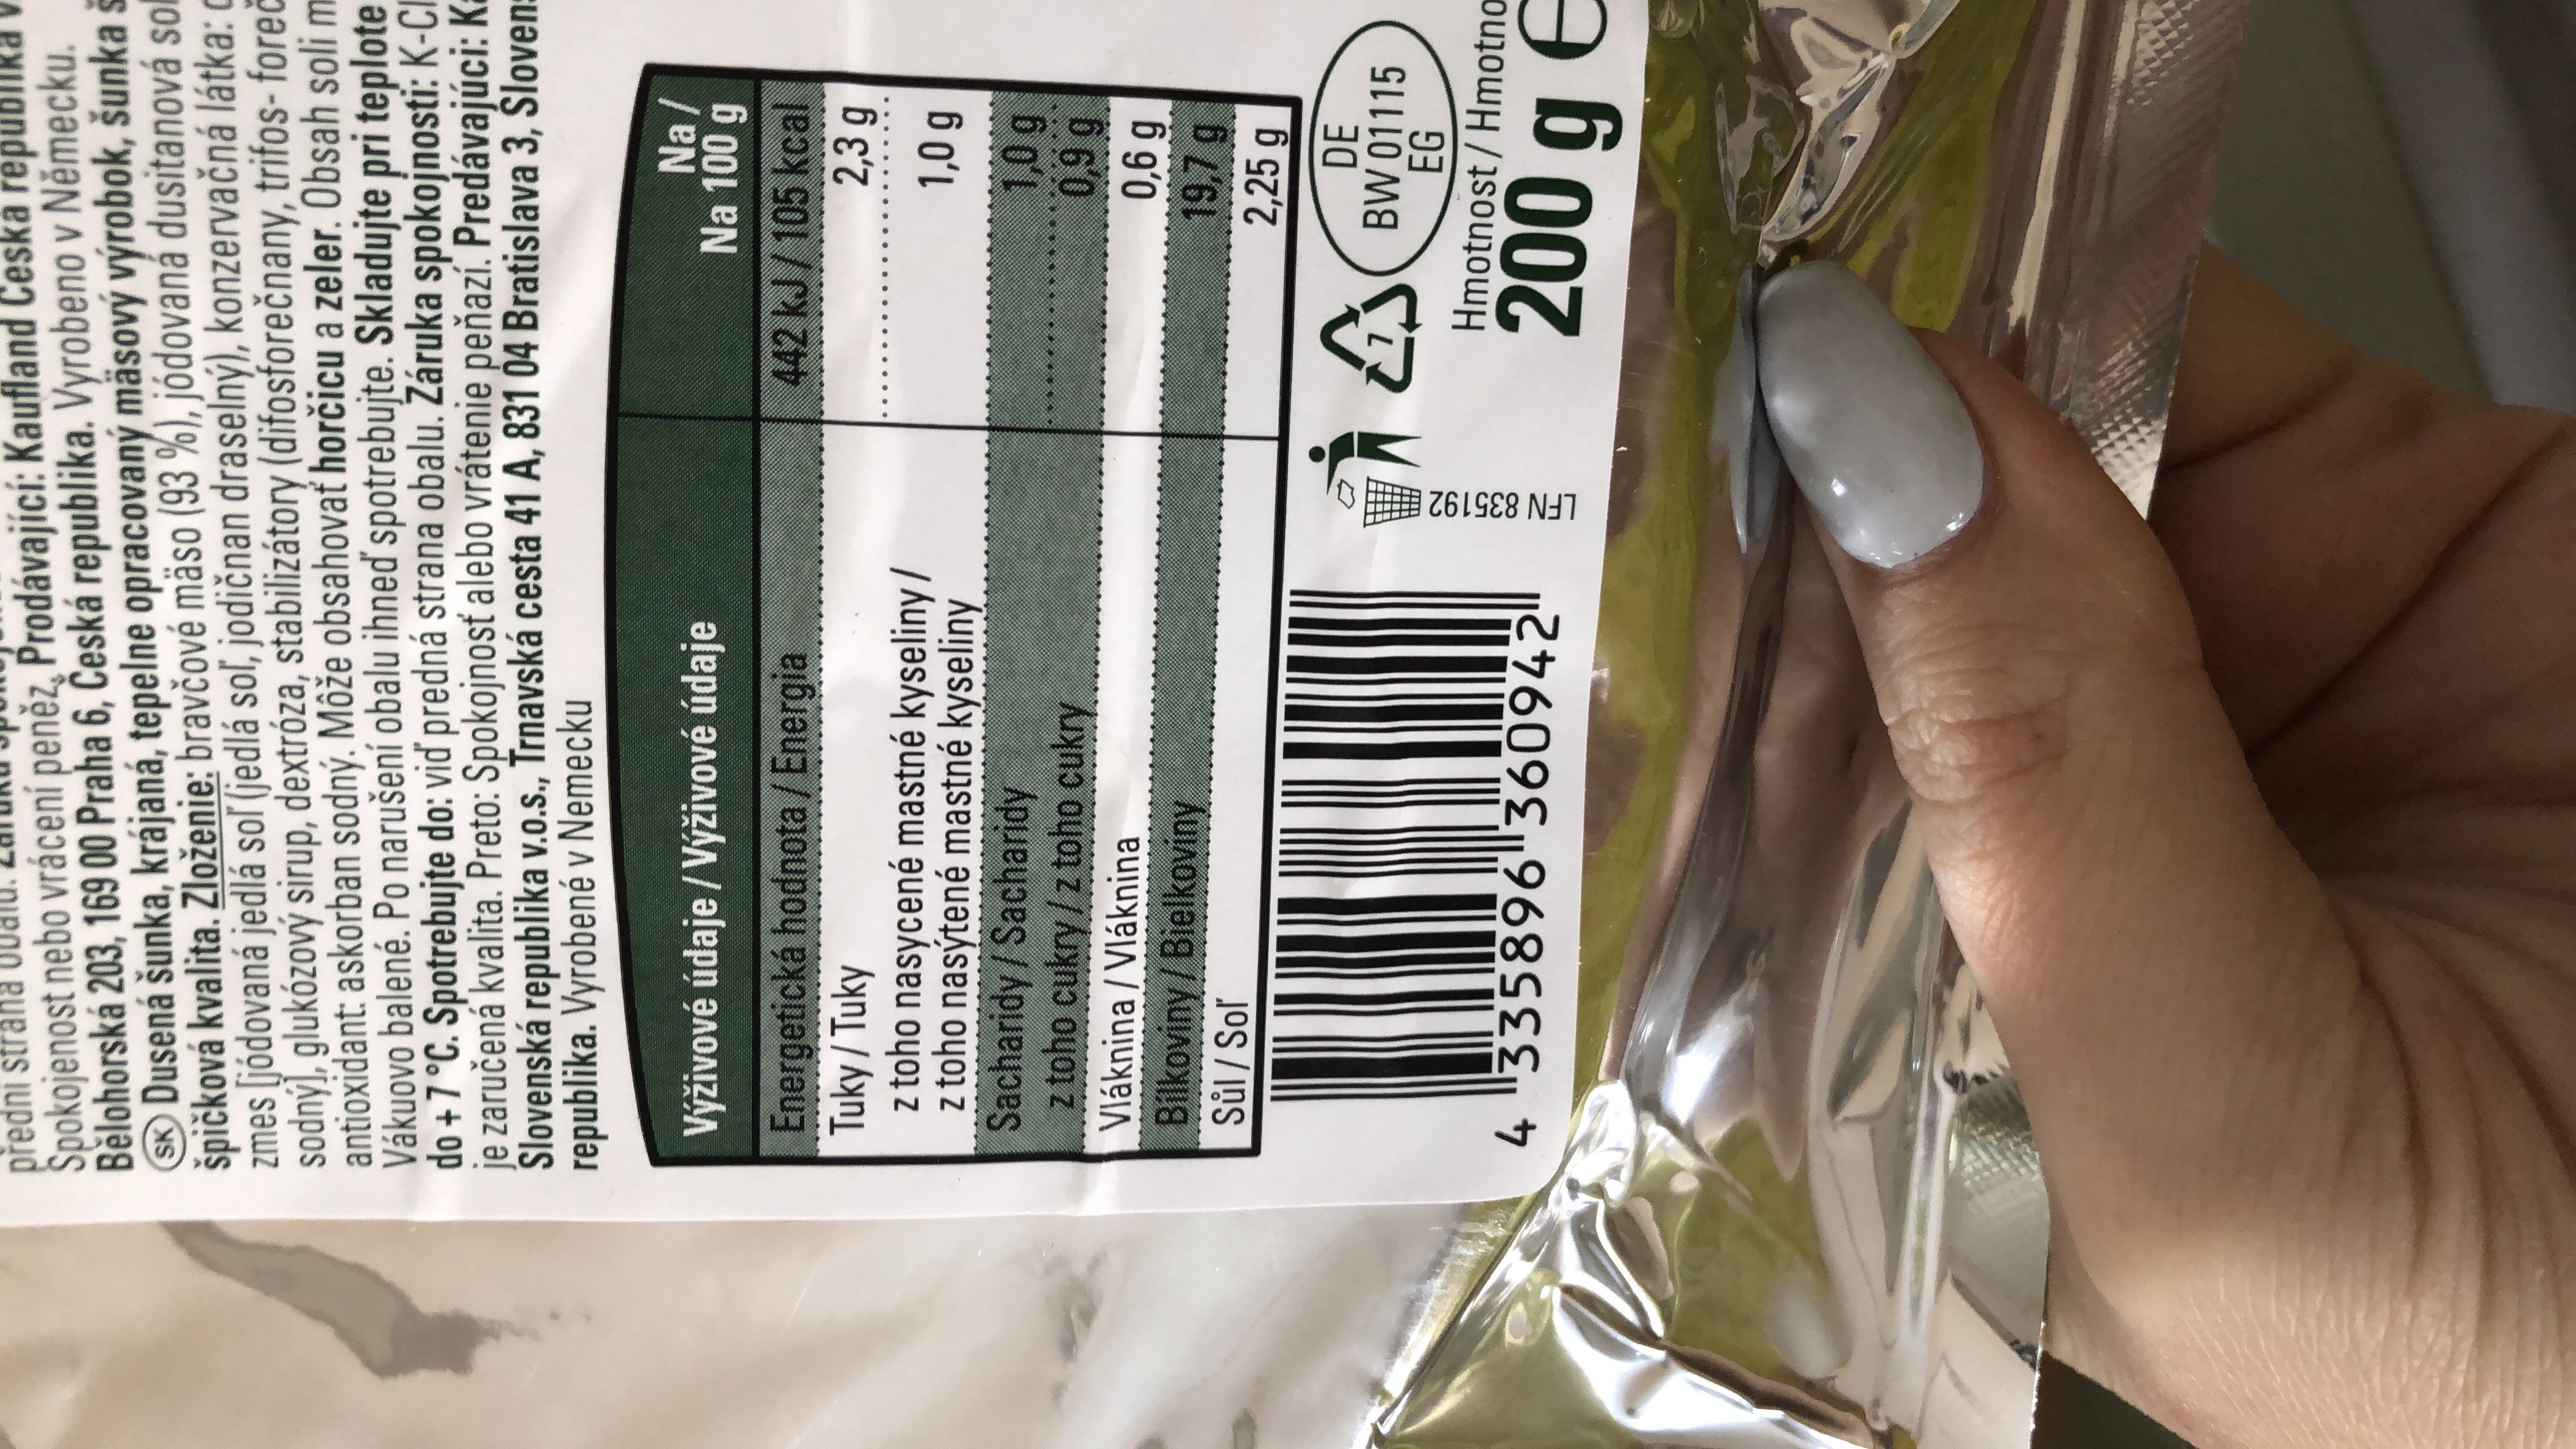 přední strana obalu.
Spokojenost nebo vrácení peněz. Prodávající: Kaufland Česká republika
Bělohorská 203, 169 00 Praha 6, Česká republika. Vyrobeno v Německu.
SK Dusená šunka, krájaná, tepelne opracovaný mäsový výrobok, šunka
špičková kvalita. Zloženie: bravčové mäso (93 %), jódovaná dusitanová soľ
zmes [jódovaná jedlá soľ (jedlá soľ, jodičnan draselný), konzervačná látka:
sodný], glukózový sirup, dextróza, stabilizátory (difosforečnany, trifos-
antioxidant: askorban sodný. Môže obsahovať horčicu a zeler. Obsah soli
Vákuovo balené. Po narušení obalu ihneď spotrebujte. Skladujte pri teplote
do + 7 °C. Spotrebujte do: viď predná strana obalu. Záruka spokojnosti:
je zaručená kvalita. Preto: Spokojnosť alebo vrátenie peňazí. Predávajúci:
Slovenská republika v.o.s., Trnavská cesta 41 A, 831 04 Bratislava 3,
republika. Vyrobené v Nemecku
Výživové údaje / Výživové údaje Na / Na 100 g
Energetická hodnota / Energia 442 kJ / 105 kcal
Tuky / Tuky 2,3 g
z toho nasycené mastné kyseliny /
z toho nasýtené mastné kyseliny 1,0 g
Sacharidy / Sacharidy 1,0 g
z toho cukry / z toho cukry 0,9 g
Vláknina / Vláknina 0,6 g
Bílkoviny / Bielkoviny 19,7 g
Sůl / Soľ 2,25 g
4 335896 360942
LFN 835192
7
DE
BW 01115
EG
Hmotnost /
200 g ℮